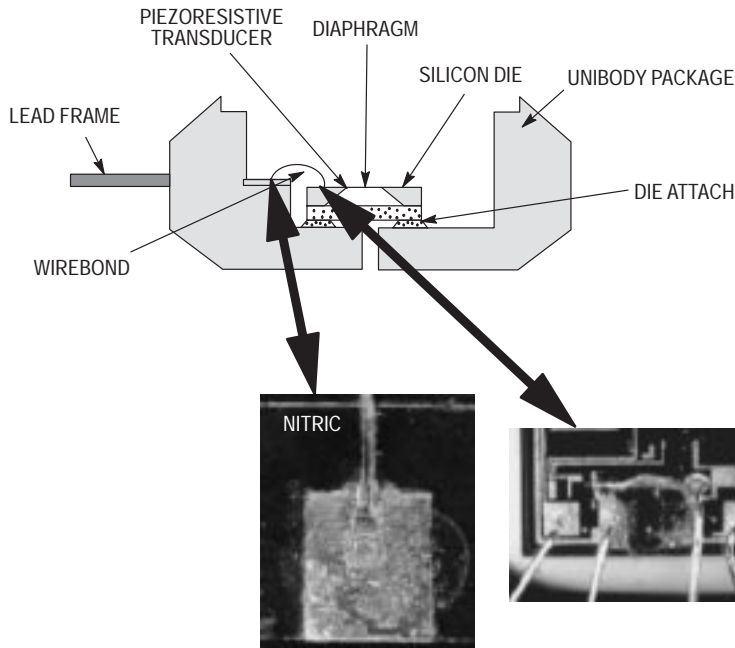 PIEZORESISTIVE
TRANSDUCER
DIAPHRAGM
SILICON DIE
UNIBODY PACKAGE
LEAD FRAME
DIE ATTACH
WIREBOND
NITRIC